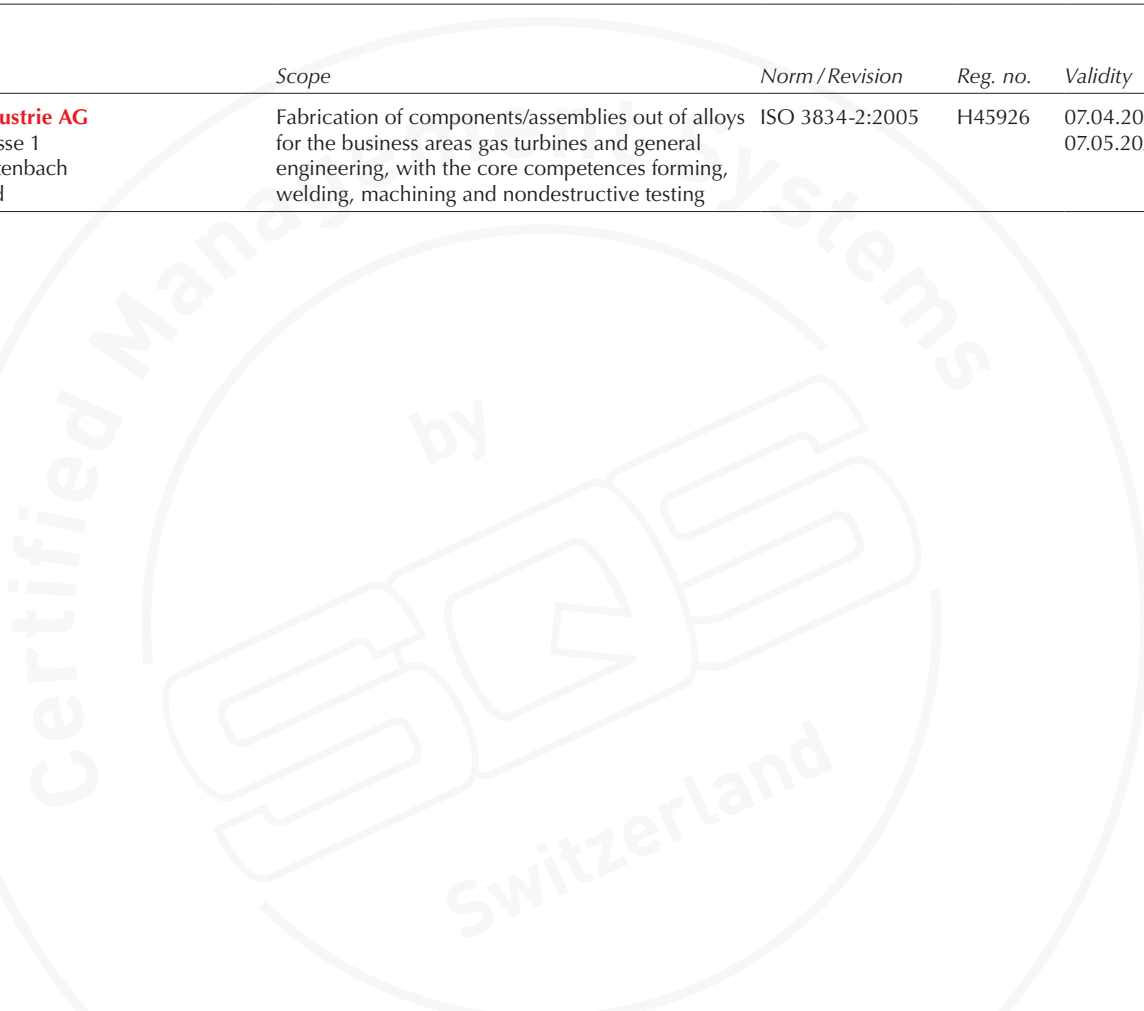 Scope Norm / Revision Reg. no. Validity
ustrie AG Fabrication of components/assemblies out of alloys ISO 3834-2:2005 H45926 07.04.20
sse 1 for the business areas gas turbines and general 07.05.20
tenbach engineering, with the core competences forming,
d welding, machining and nondestructive testing
Certified Management Systems
by
SQS
Switzerland